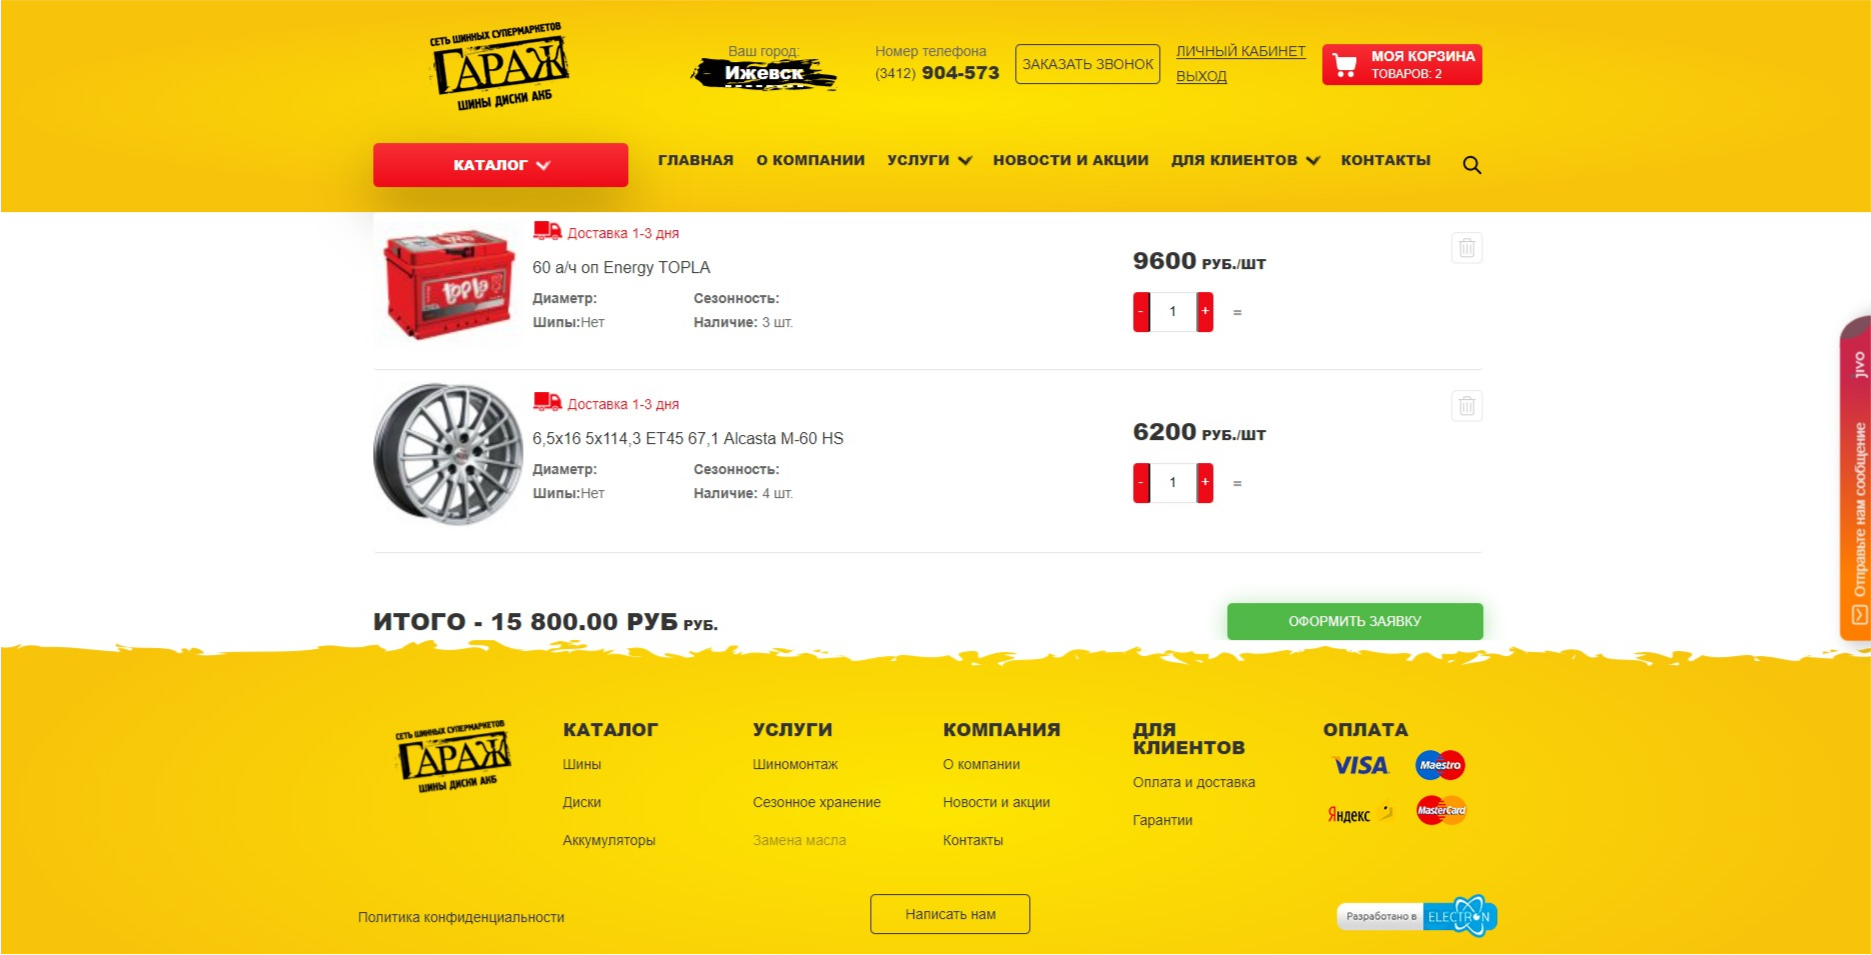 СЕТЬ ШИННЫХ СУПЕРМАРКЕТОВ
ГАРАЖ
ШИНЫ ДИСКИ АКБ
Ваш город:
Ижевск
Номер телефона
(3412) 904-573
ЗАКАЗАТЬ ЗВОНОК
ЛИЧНЫЙ КАБИНЕТ
ВЫХОД
МОЯ КОРЗИНА
ТОВАРОВ: 2
КАТАЛОГ
ГЛАВНАЯ О КОМПАНИИ УСЛУГИ НОВОСТИ И АКЦИИ ДЛЯ КЛИЕНТОВ КОНТАКТЫ
Доставка 1-3 дня
60 а/ч оп Energy TOPLA
Диаметр: Сезонность:
Шипы:Нет Наличие: 3 шт.
topla
9600 РУБ./ШТ
- 1 + =
Доставка 1-3 дня
6,5x16 5x114,3 ET45 67,1 Alcasta M-60 HS
Диаметр: Сезонность:
Шипы:Нет Наличие: 4 шт.
6200 РУБ./ШТ
- 1 + =
ИТОГО - 15 800.00 РУБ РУБ.
ОФОРМИТЬ ЗАЯВКУ
Отправьте нам сообщение
jivo
СЕТЬ ШИННЫХ СУПЕРМАРКЕТОВ
ГАРАЖ
ШИНЫ ДИСКИ АКБ
КАТАЛОГ
Шины
Диски
Аккумуляторы
УСЛУГИ
Шиномонтаж
Сезонное хранение
Замена масла
КОМПАНИЯ
О компании
Новости и акции
Контакты
ДЛЯ
КЛИЕНТОВ
Оплата и доставка
Гарантии
ОПЛАТА
VISA
Maestro
Яндекс
MasterCard
Политика конфиденциальности
Написать нам
Разработано в ELECTRON